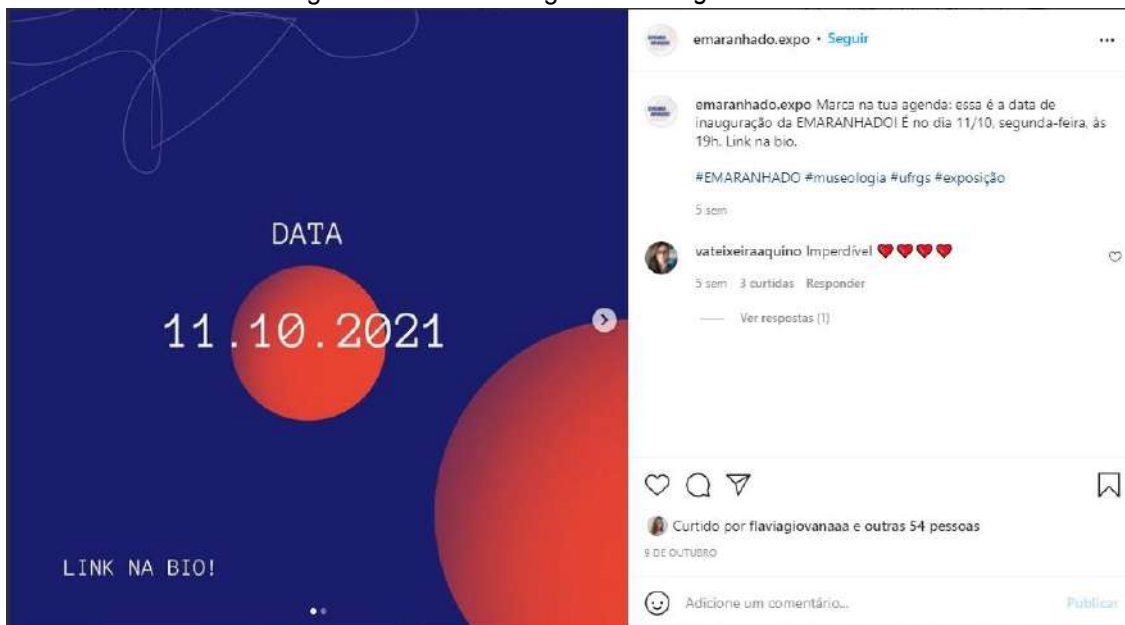 DATA
11.10.2021
LINK NA BIO!
emaranhado.expo • Seguir
emaranhado.expo Marca na tua agenda: essa é a data de
inauguração da EMARANHADO! É no dia 11/10, segunda-feira, às
19h. Link na bio.
#EMARANHADO #museologia #ufrgs #exposição
5 sem
vateixeiraaquino Imperdível
5 sem 3 curtidas Responder
Ver respostas (1)
Curtido por flaviagiovanaaa e outras 54 pessoas
9 DE OUTUBRO
Adicione um comentário...
Publicar